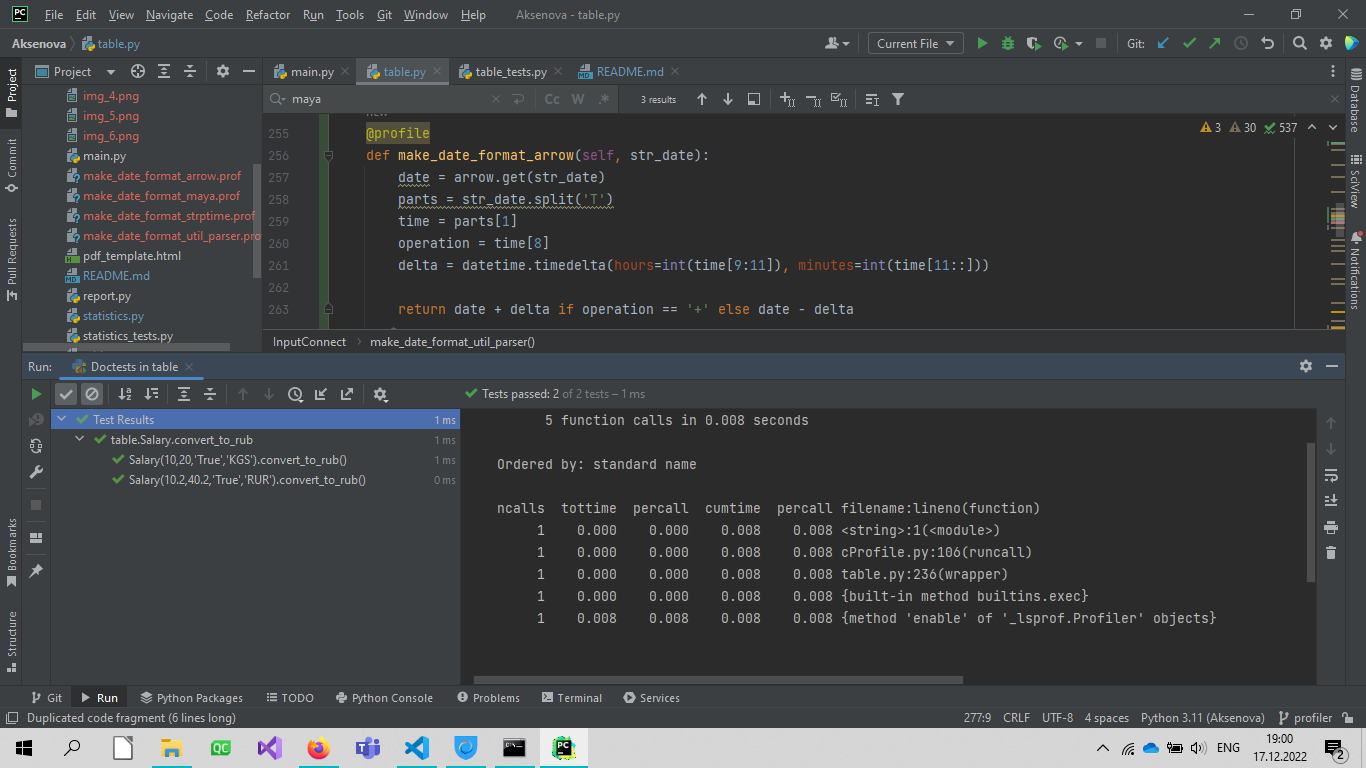 PC File Edit View Navigate Code Refactor Run Tools Git Window Help Aksenova - table.py
Aksenova table.py Current File Git:
Project main.py table.py table_tests.py README.md
maya Cc W .* 3 results
img_4.png
img_5.png
img_6.png
main.py
make_date_format_arrow.prof
make_date_format_maya.prof
make_date_format_strptime.prof
make_date_format_util_parser.pro
pdf_template.html
README.md
report.py
statistics.py
statistics_tests.py
new
3 30 537
255 @profile
256 def make_date_format_arrow(self, str_date):
257 date = arrow.get(str_date)
258 parts = str_date.split('T')
259 time = parts[1]
260 operation = time[8]
261 delta = datetime.timedelta(hours=int(time[9:11]), minutes=int(time[11::]))
262
263 return date + delta if operation == '+' else date - delta
InputConnect make_date_format_util_parser()
Project
Commit
Pull Requests
Bookmarks
Structure
Database
SciView
Notifications
Run: Doctests in table
Tests passed: 2 of 2 tests – 1 ms
Test Results 1 ms
table.Salary.convert_to_rub 1 ms
Salary(10,20,'True','KGS').convert_to_rub() 1 ms
Salary(10.2,40.2,'True','RUR').convert_to_rub() 0 ms
5 function calls in 0.008 seconds
Ordered by: standard name
ncalls tottime percall cumtime percall filename:lineno(function)
1 0.000 0.000 0.008 0.008 <string>:1(<module>)
1 0.000 0.000 0.008 0.008 cProfile.py:106(runcall)
1 0.000 0.000 0.008 0.008 table.py:236(wrapper)
1 0.000 0.000 0.008 0.008 {built-in method builtins.exec}
1 0.008 0.008 0.008 0.008 {method 'enable' of '_lsprof.Profiler' objects}
Git Run Python Packages TODO Python Console Problems Terminal Services
Duplicated code fragment (6 lines long) 277:9 CRLF UTF-8 4 spaces Python 3.11 (Aksenova) profiler
QC PC ENG 19:00
17.12.2022 2